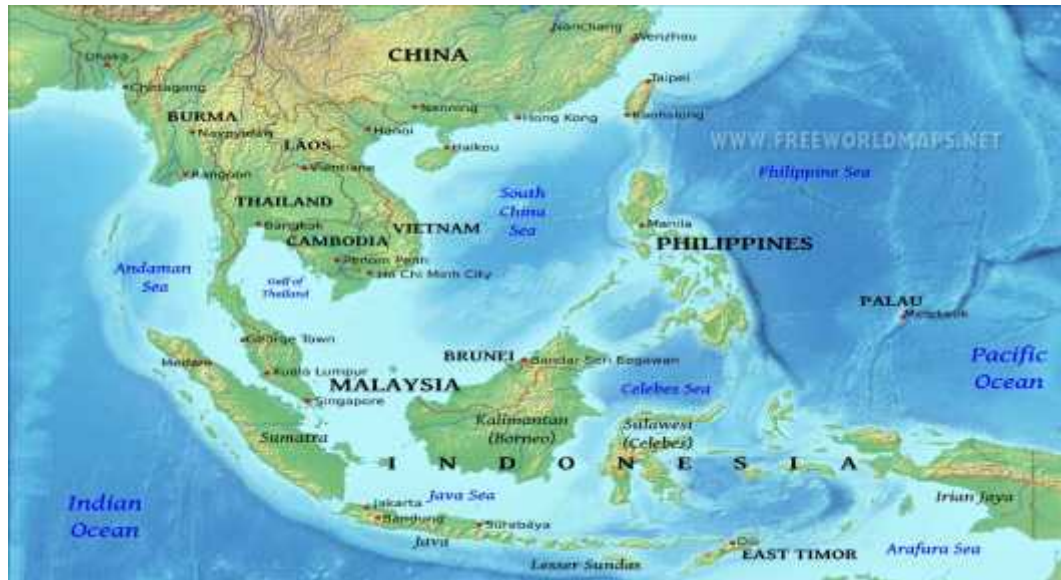 Nanchang
Wenzhou
CHINA
Dhaka
Taipei
Chittagong
Nanning
Kaohsiung
Hong Kong
BURMA
Naypyidaw
Hanoi
WWW.FREEWORLDMAPS.NET
LAOS
Haikou
Vientiane
Philippine Sea
Rangoon
THAILAND
South
China
Sea
Bangkok
VIETNAM
Manila
CAMBODIA
PHILIPPINES
Phnom Penh
Andaman
Sea
Ho Chi Minh City
Gulf of
Thailand
PALAU
Melekeok
George Town
Pacific
Ocean
Medan
BRUNEI
Bandar Seri Begawan
Kuala Lumpur
MALAYSIA
Celebes Sea
Singapore
Kalimantan
(Borneo)
Sulawesi
(Celebes)
Sumatra
INDONESIA
Indian
Ocean
Java Sea
Irian Jaya
Jakarta
Bandung
Surabaya
Java
Dili
EAST TIMOR
Arafura Sea
Lesser Sundas